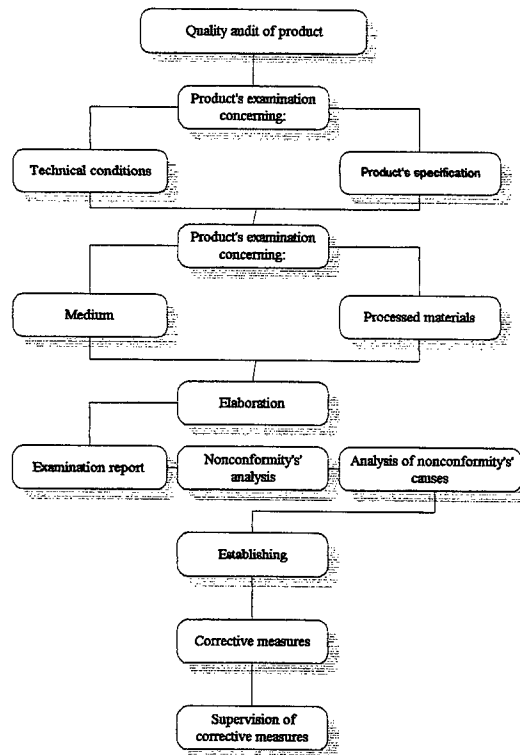 Quality audit of product
Product's examination
concerning:
Technical conditions
Product's specification
Product's examination
concerning:
Medium
Processed materials
Elaboration
Examination report
Nonconformity's'
analysis
Analysis of nonconformity's'
causes
Establishing
Corrective measures
Supervision of
corrective measures